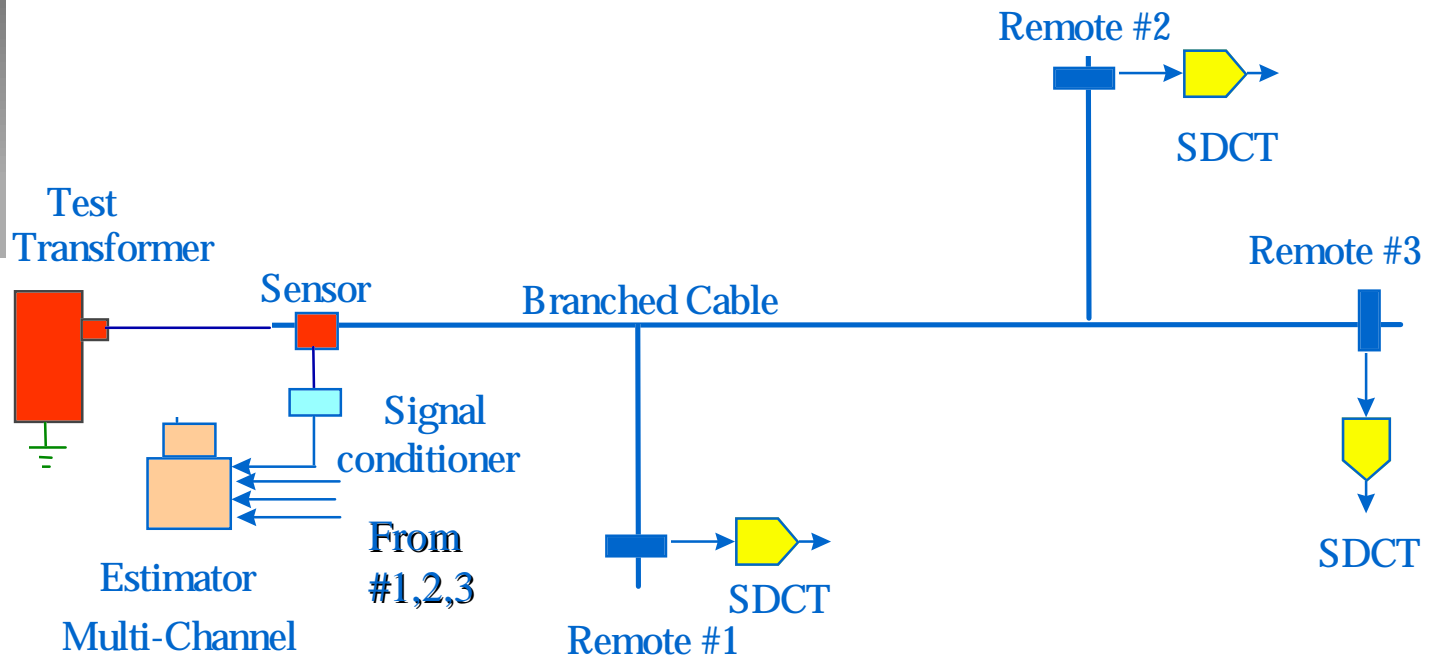 Remote #2
SDCT
Test
Transformer
Remote #3
Sensor
Branched Cable
Signal
conditioner
From
#1,2,3
SDCT
Estimator
Multi-Channel
SDCT
Remote #1